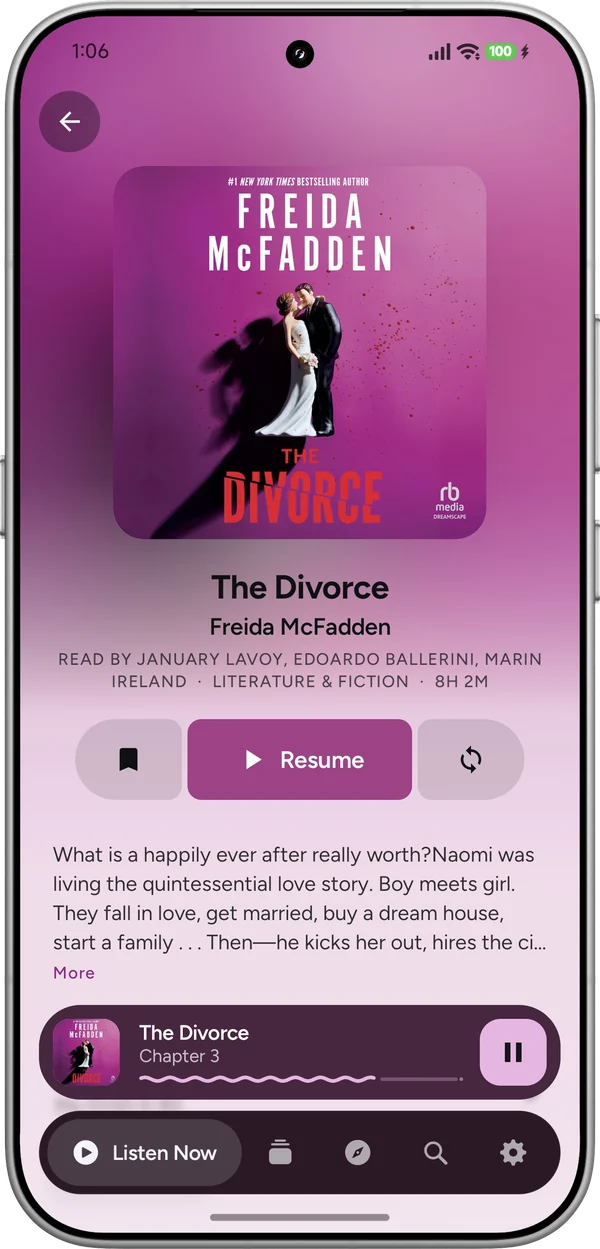 1:06
100
#1 NEW YORK TIMES BESTSELLING AUTHOR
FREIDA
McFADDEN
THE
DIVORCE
rb
media
DREAMSCAPE
The Divorce
Freida McFadden
READ BY JANUARY LAVOY, EDOARDO BALLERINI, MARIN
IRELAND · LITERATURE & FICTION · 8H 2M
Resume
What is a happily ever after really worth?Naomi was
living the quintessential love story. Boy meets girl.
They fall in love, get married, buy a dream house,
start a family . . . Then—he kicks her out, hires the ci...
More
FREIDA
McFADDEN
DIVORCE
The Divorce
Chapter 3
Listen Now